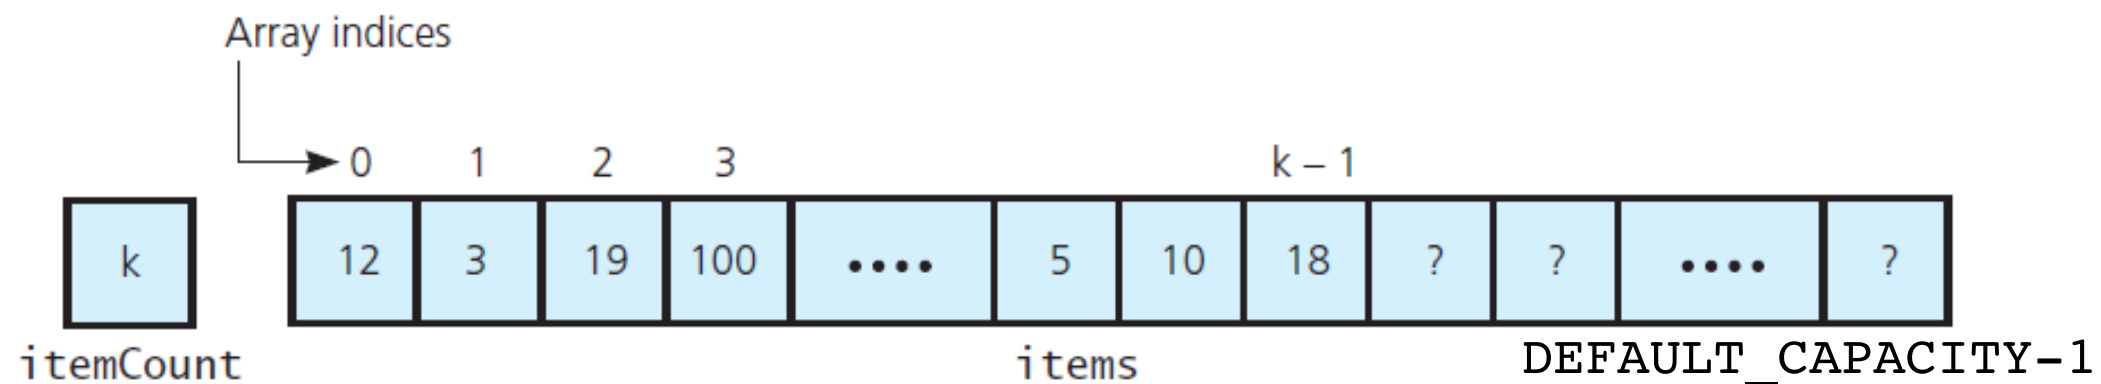 Array indices
0 1 2 3 k – 1
k 12 3 19 100 •••• 5 10 18 ? ? •••• ?
itemCount items DEFAULT_CAPACITY-1